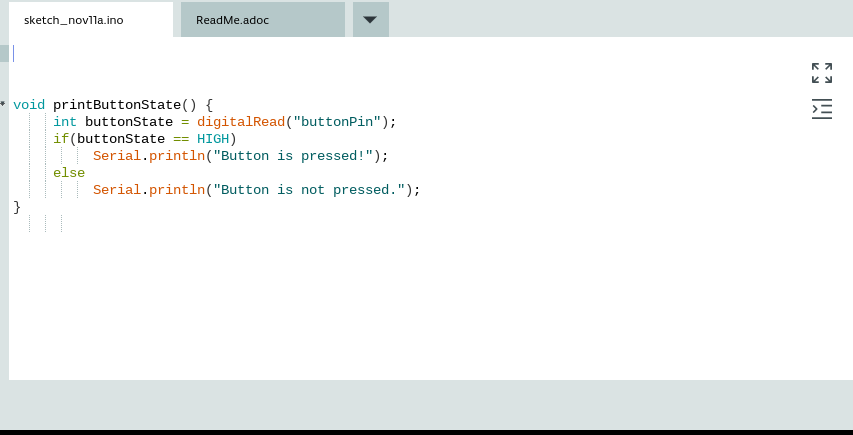 sketch_nov11a.ino
ReadMe.adoc
void printButtonState() {
int buttonState = digitalRead("buttonPin");
if(buttonState == HIGH)
Serial.println("Button is pressed!");
else
Serial.println("Button is not pressed.");
}